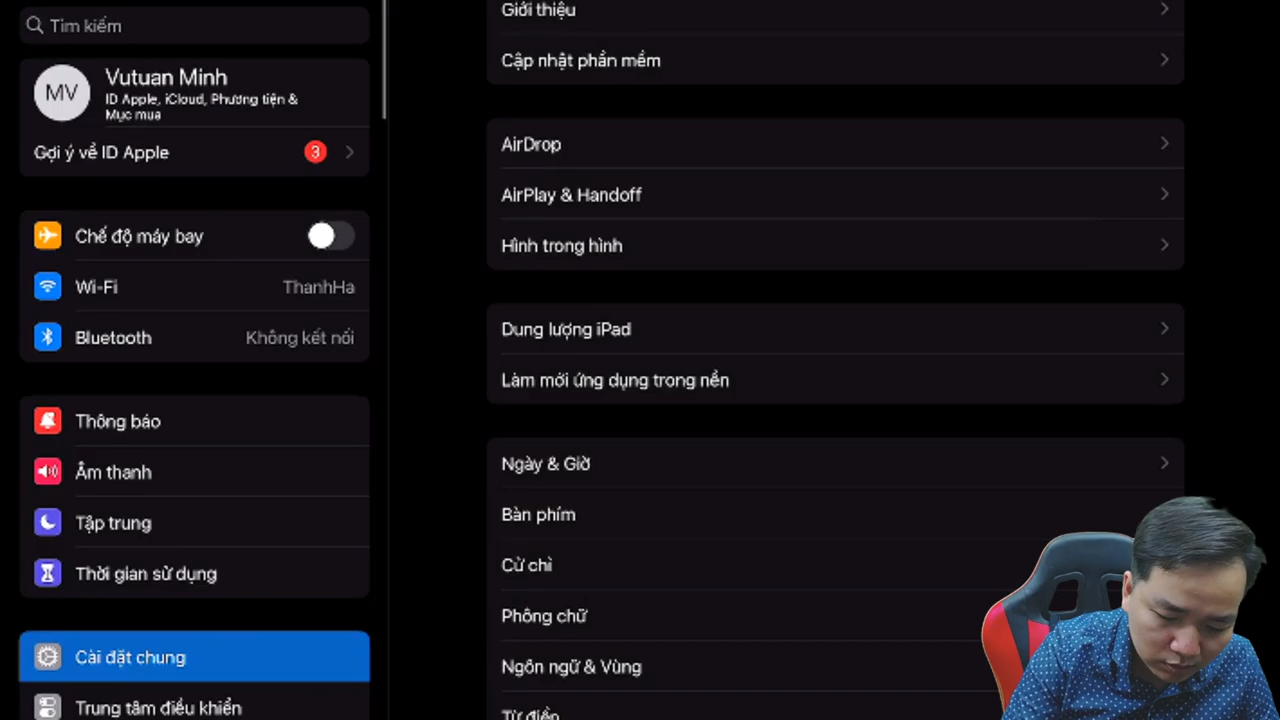 Tìm kiếm
MV
Vutuan Minh
ID Apple, iCloud, Phương tiện &
Mục mua
Gợi ý về ID Apple
3
Chế độ máy bay
Wi-Fi
ThanhHa
Bluetooth
Không kết nối
Thông báo
Âm thanh
Tập trung
Thời gian sử dụng
Cài đặt chung
Trung tâm điều khiển
Giới thiệu
Cập nhật phần mềm
AirDrop
AirPlay & Handoff
Hình trong hình
Dung lượng iPad
Làm mới ứng dụng trong nền
Ngày & Giờ
Bàn phím
Cử chỉ
Phông chữ
Ngôn ngữ & Vùng
Từ điển